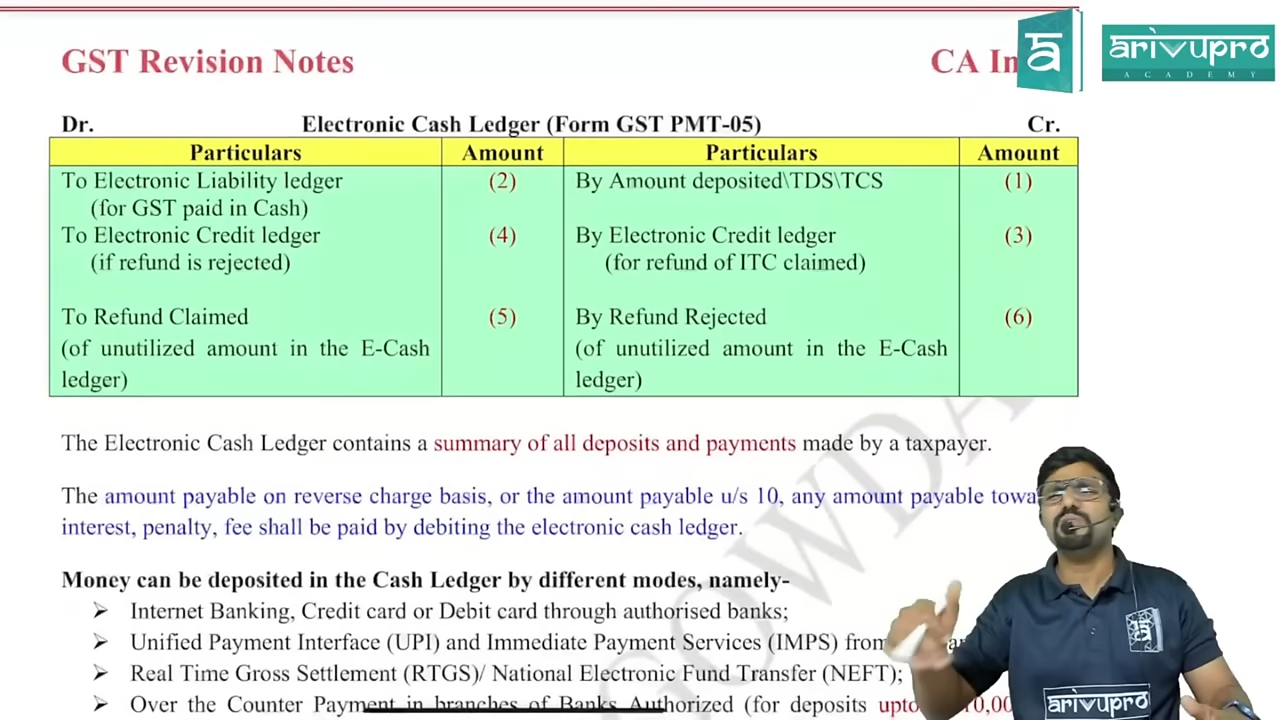 GST Revision Notes
CA In
arivupro
ACADEMY
Dr. Electronic Cash Ledger (Form GST PMT-05) Cr.
Particulars Amount Particulars Amount
To Electronic Liability ledger (2) By Amount deposited\TDS\TCS (1)
(for GST paid in Cash)
To Electronic Credit ledger (4) By Electronic Credit ledger (3)
(if refund is rejected) (for refund of ITC claimed)
To Refund Claimed (5) By Refund Rejected (6)
(of unutilized amount in the E-Cash (of unutilized amount in the E-Cash
ledger) ledger)
The Electronic Cash Ledger contains a summary of all deposits and payments made by a taxpayer.
The amount payable on reverse charge basis, or the amount payable u/s 10, any amount payable towa
interest, penalty, fee shall be paid by debiting the electronic cash ledger.
Money can be deposited in the Cash Ledger by different modes, namely-
➤ Internet Banking, Credit card or Debit card through authorised banks;
➤ Unified Payment Interface (UPI) and Immediate Payment Services (IMPS) from
➤ Real Time Gross Settlement (RTGS)/ National Electronic Fund Transfer (NEFT);
➤ Over the Counter Payment in branches of Banks Authorized (for deposits upto 10,00
GOWDA
arivupro